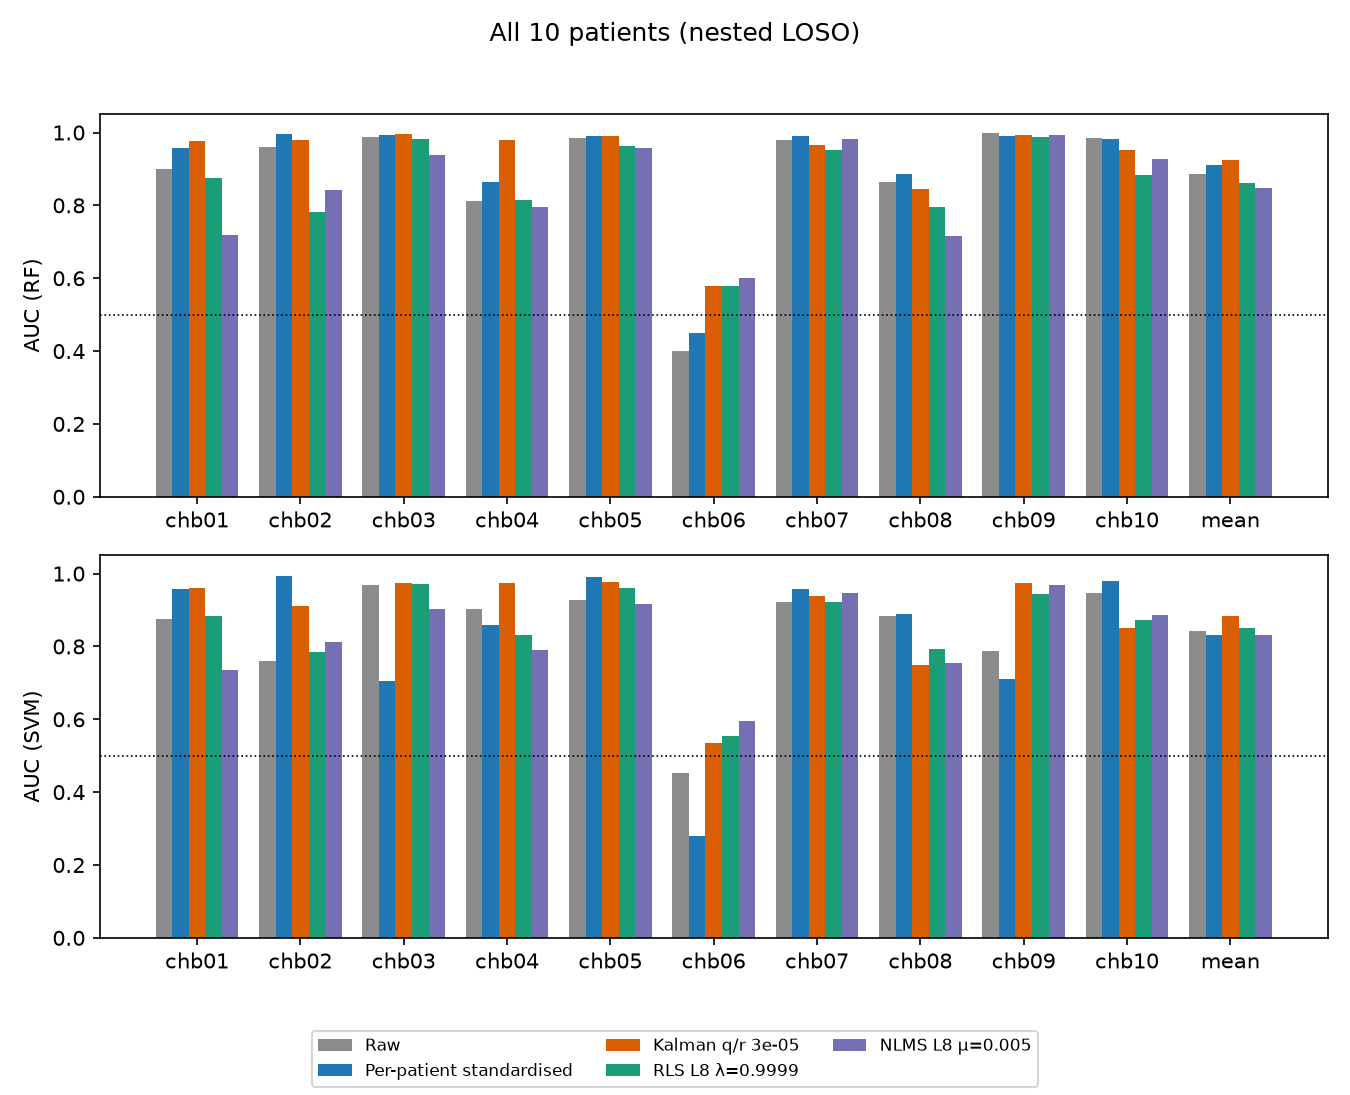 All 10 patients (nested LOSO)
AUC (RF)
1.0
0.8
0.6
0.4
0.2
0.0
chb01 chb02 chb03 chb04 chb05 chb06 chb07 chb08 chb09 chb10 mean
AUC (SVM)
1.0
0.8
0.6
0.4
0.2
0.0
chb01 chb02 chb03 chb04 chb05 chb06 chb07 chb08 chb09 chb10 mean
Raw
Per-patient standardised
Kalman q/r 3e-05
RLS L8 λ=0.9999
NLMS L8 μ=0.005